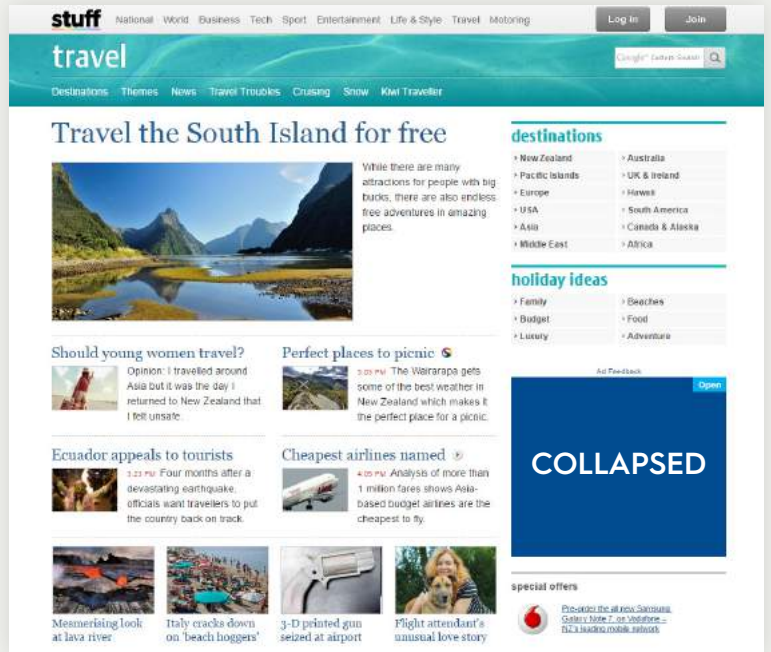 stuff National World Business Tech Sport Entertainment Life & Style Travel Motoring Log in Join
travel
Google Custom Search
Destinations Themes News Travel Troubles Cruising Snow Kiwi Traveller
Travel the South Island for free
While there are many
attractions for people with big
bucks, there are also endless
free adventures in amazing
places.
Should young women travel?
Opinion: I travelled around
Asia but it was the day I
returned to New Zealand that
I felt unsafe.
Perfect places to picnic
The Wairarapa gets
some of the best weather in
New Zealand which makes it
the perfect place for a picnic.
Ecuador appeals to tourists
3:23 PM Four months after a
devastating earthquake,
officials want travellers to put
the country back on track.
Cheapest airlines named
4:05 PM Analysis of more than
1 million fares shows Asia-
based budget airlines are the
cheapest to fly.
Mesmerising look
at lava river
Italy cracks down
on 'beach hoggers'
3-D printed gun
seized at airport
Flight attendant's
unusual love story
destinations
New Zealand
Australia
Pacific Islands
UK & Ireland
Europe
Hawaii
USA
South America
Asia
Canada & Alaska
Middle East
Africa
holiday ideas
Family
Beaches
Budget
Food
Luxury
Adventure
Ad Feedback
Open
COLLAPSED
special offers
Pre-order the all new Samsung
Galaxy Note 7, on Vodafone –
NZ's leading mobile network